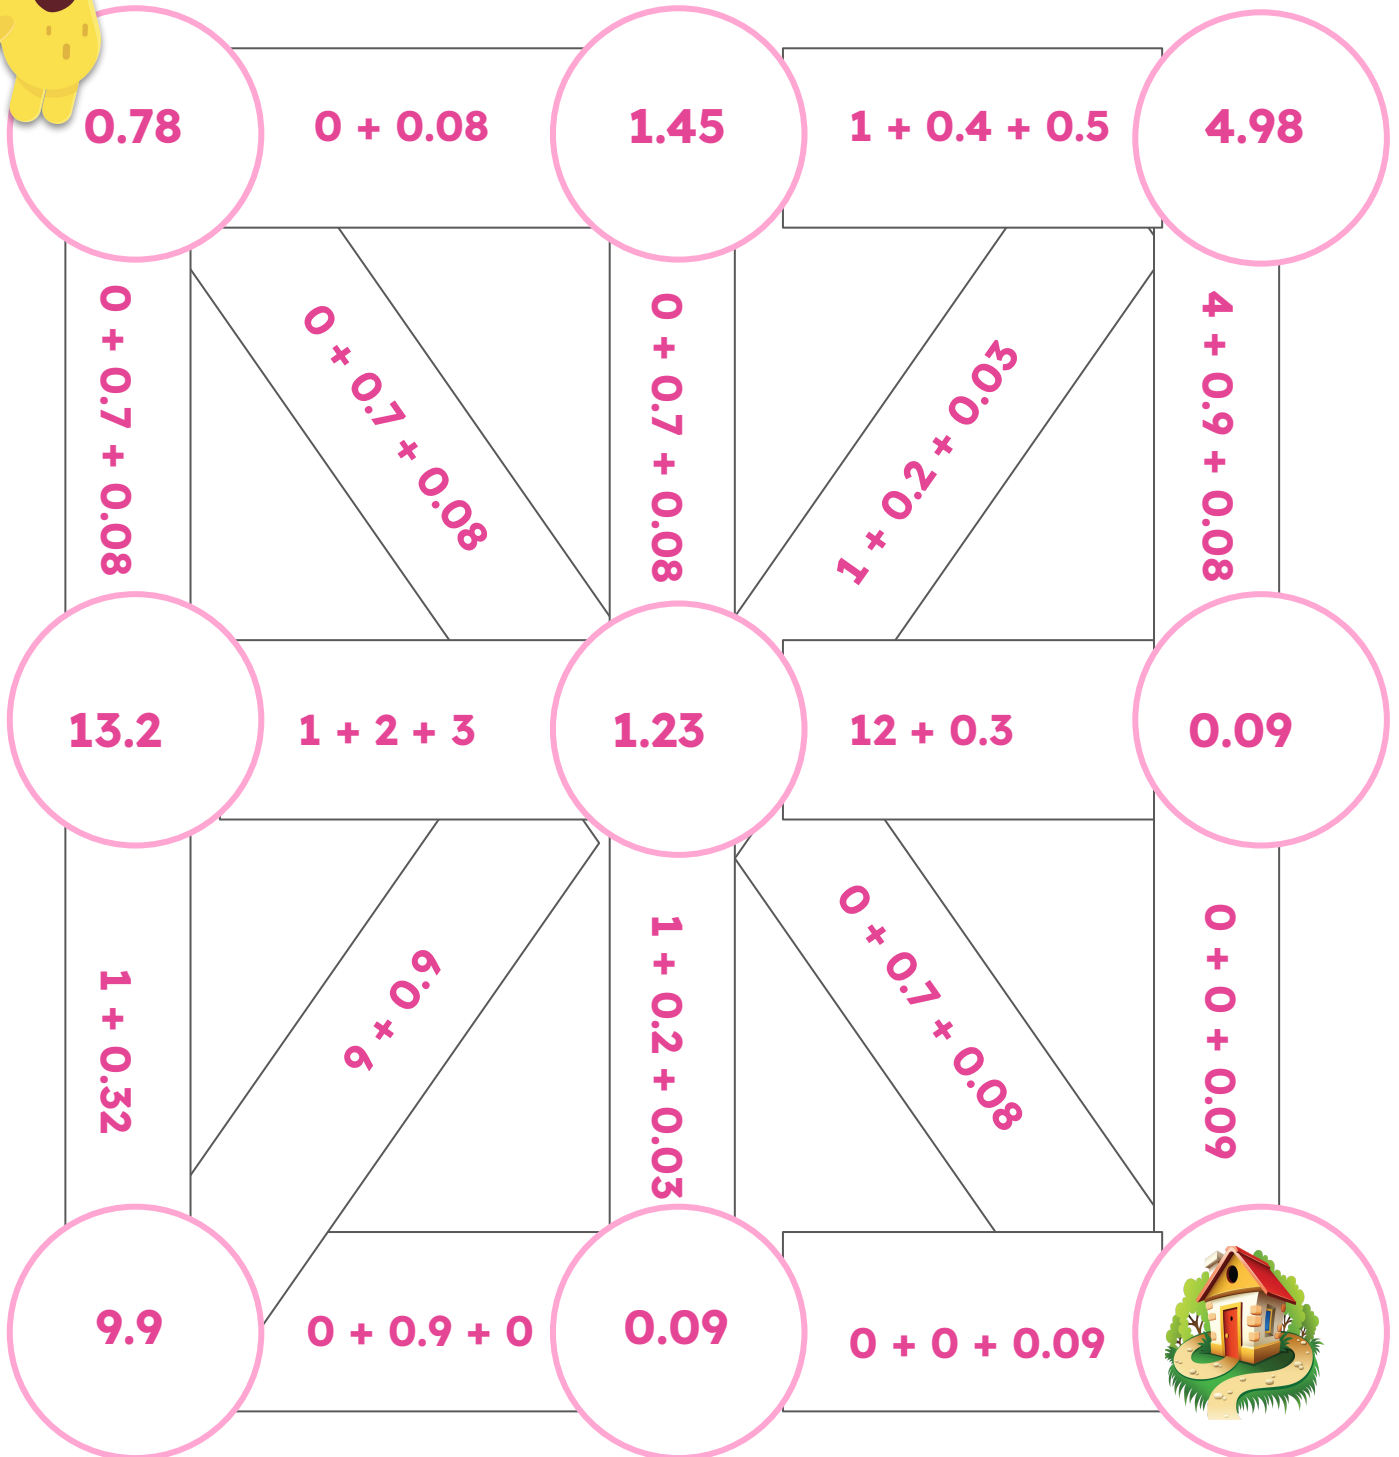 0.78
0 + 0.08
1.45
1 + 0.4 + 0.5
4.98
0 + 0.7 + 0.08
0 + 0.7 + 0.08
0 + 0.7 + 0.08
1 + 0.2 + 0.03
4 + 0.9 + 0.08
13.2
1 + 2 + 3
1.23
12 + 0.3
0.09
1 + 0.32
9 + 0.9
1 + 0.2 + 0.03
0 + 0.7 + 0.08
0 + 0 + 0.09
9.9
0 + 0.9 + 0
0.09
0 + 0 + 0.09